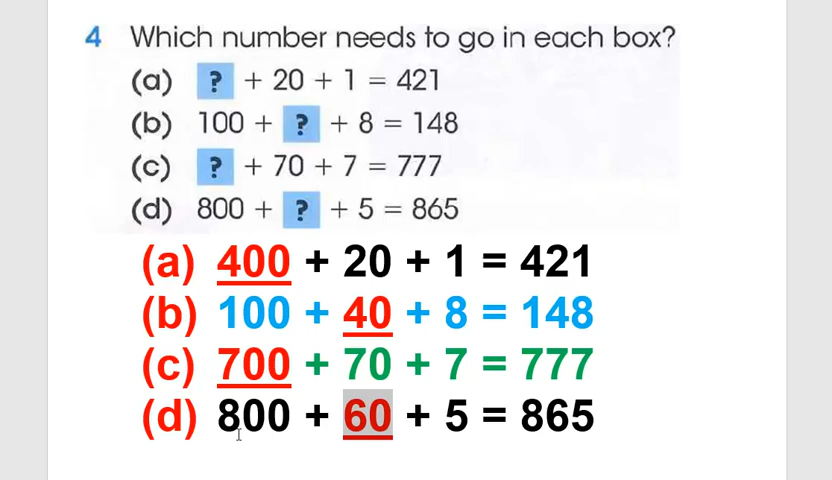 4 Which number needs to go in each box?
(a) ? + 20 + 1 = 421
(b) 100 + ? + 8 = 148
(c) ? + 70 + 7 = 777
(d) 800 + ? + 5 = 865
(a) 400 + 20 + 1 = 421
(b) 100 + 40 + 8 = 148
(c) 700 + 70 + 7 = 777
(d) 800 + 60 + 5 = 865